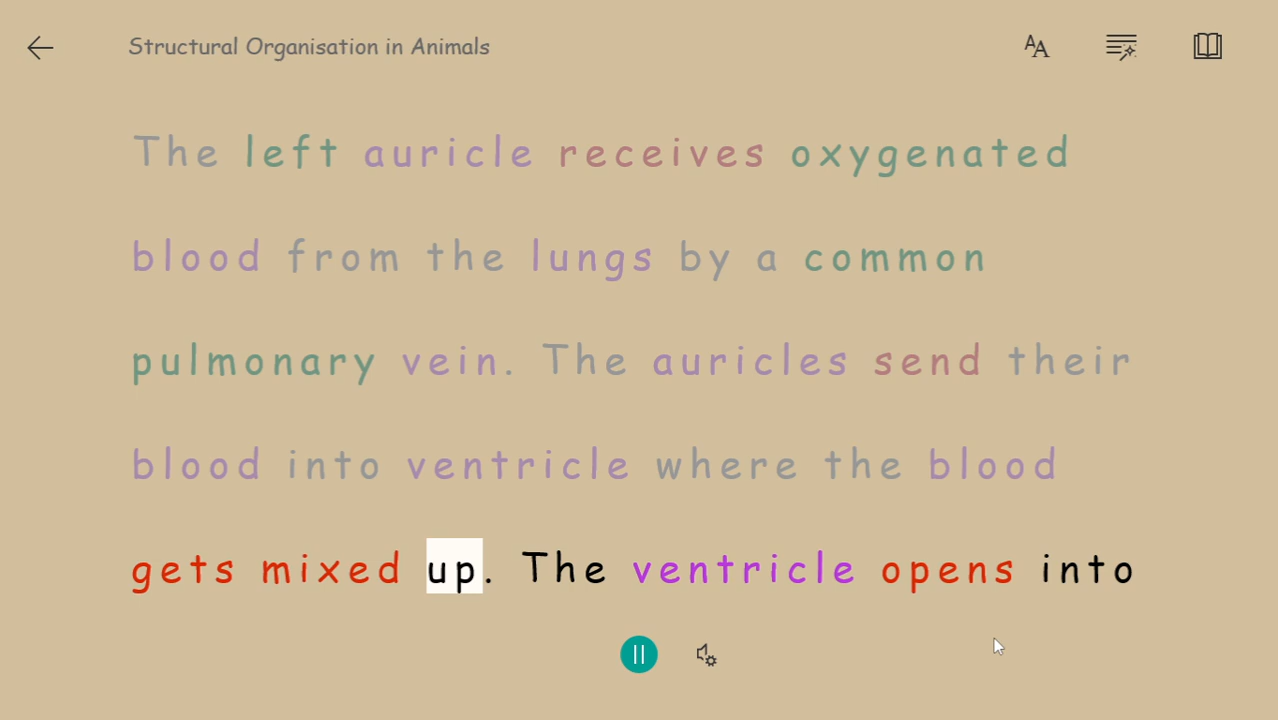 Structural Organisation in Animals
AA
The left auricle receives oxygenated
blood from the lungs by a common
pulmonary vein. The auricles send their
blood into ventricle where the blood
gets mixed up. The ventricle opens into